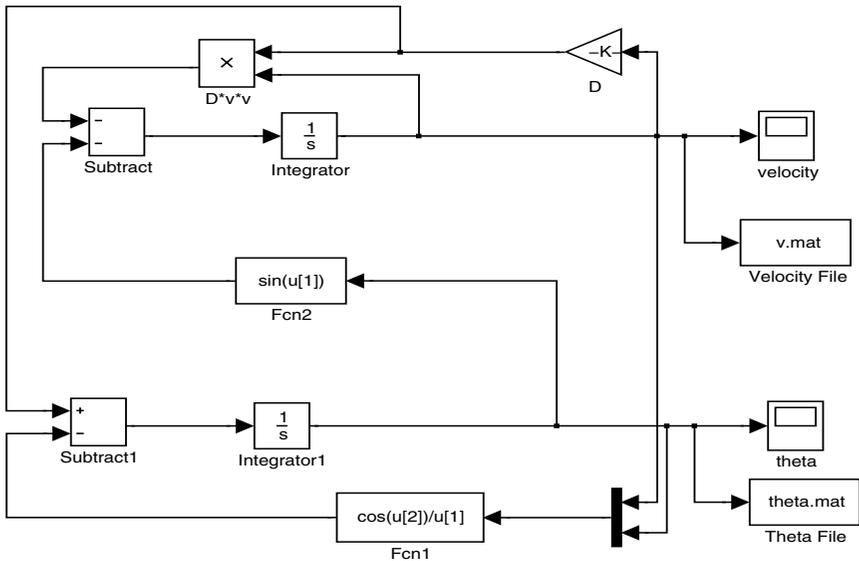 ×
D*v*v
−K−
D
−
−
Subtract
1
s
Integrator
velocity
v.mat
Velocity File
sin(u[1])
Fcn2
+
−
Subtract1
1
s
Integrator1
theta
theta.mat
Theta File
cos(u[2])/u[1]
Fcn1